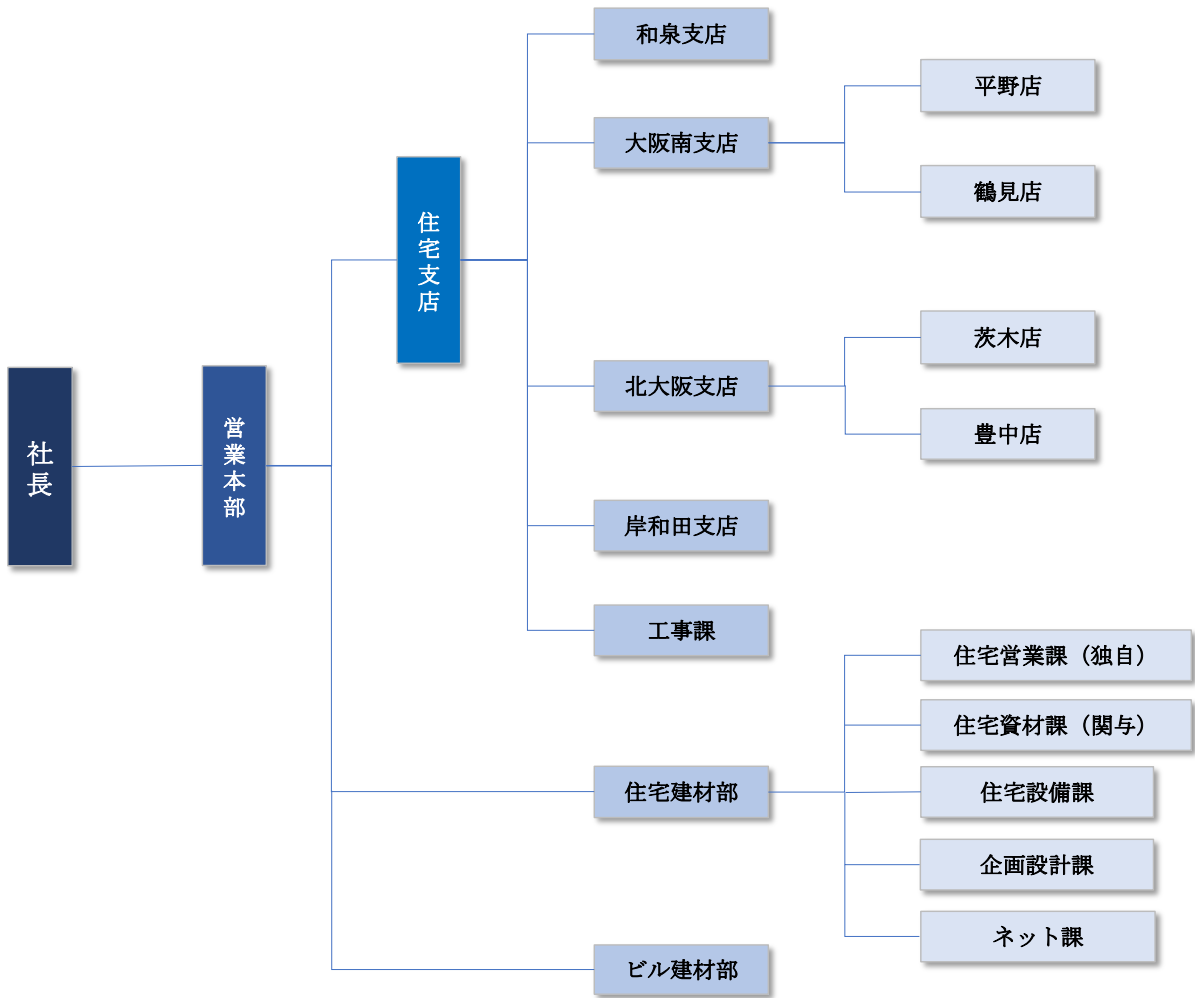 社長
営業本部
住宅支店
和泉支店
大阪南支店
平野店
鶴見店
北大阪支店
茨木店
豊中店
岸和田支店
工事課
住宅建材部
住宅営業課（独自）
住宅資材課（関与）
住宅設備課
企画設計課
ネット課
ビル建材部